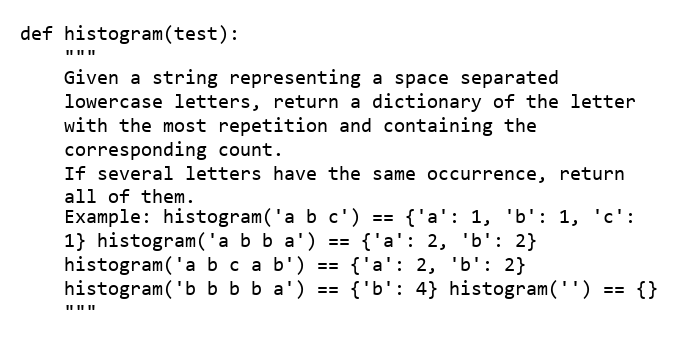 def histogram(test):
"""
Given a string representing a space separated
lowercase letters, return a dictionary of the letter
with the most repetition and containing the
corresponding count.
If several letters have the same occurrence, return
all of them.
Example: histogram('a b c') == {'a': 1, 'b': 1, 'c':
1} histogram('a b b a') == {'a': 2, 'b': 2}
histogram('a b c a b') == {'a': 2, 'b': 2}
histogram('b b b b a') == {'b': 4} histogram('') == {}
"""